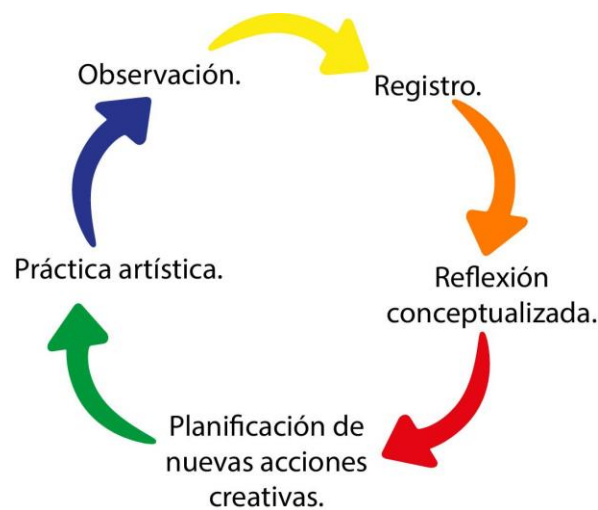 Observación.
Registro.
Reflexión
conceptualizada.
Planificación de
nuevas acciones
creativas.
Práctica artística.